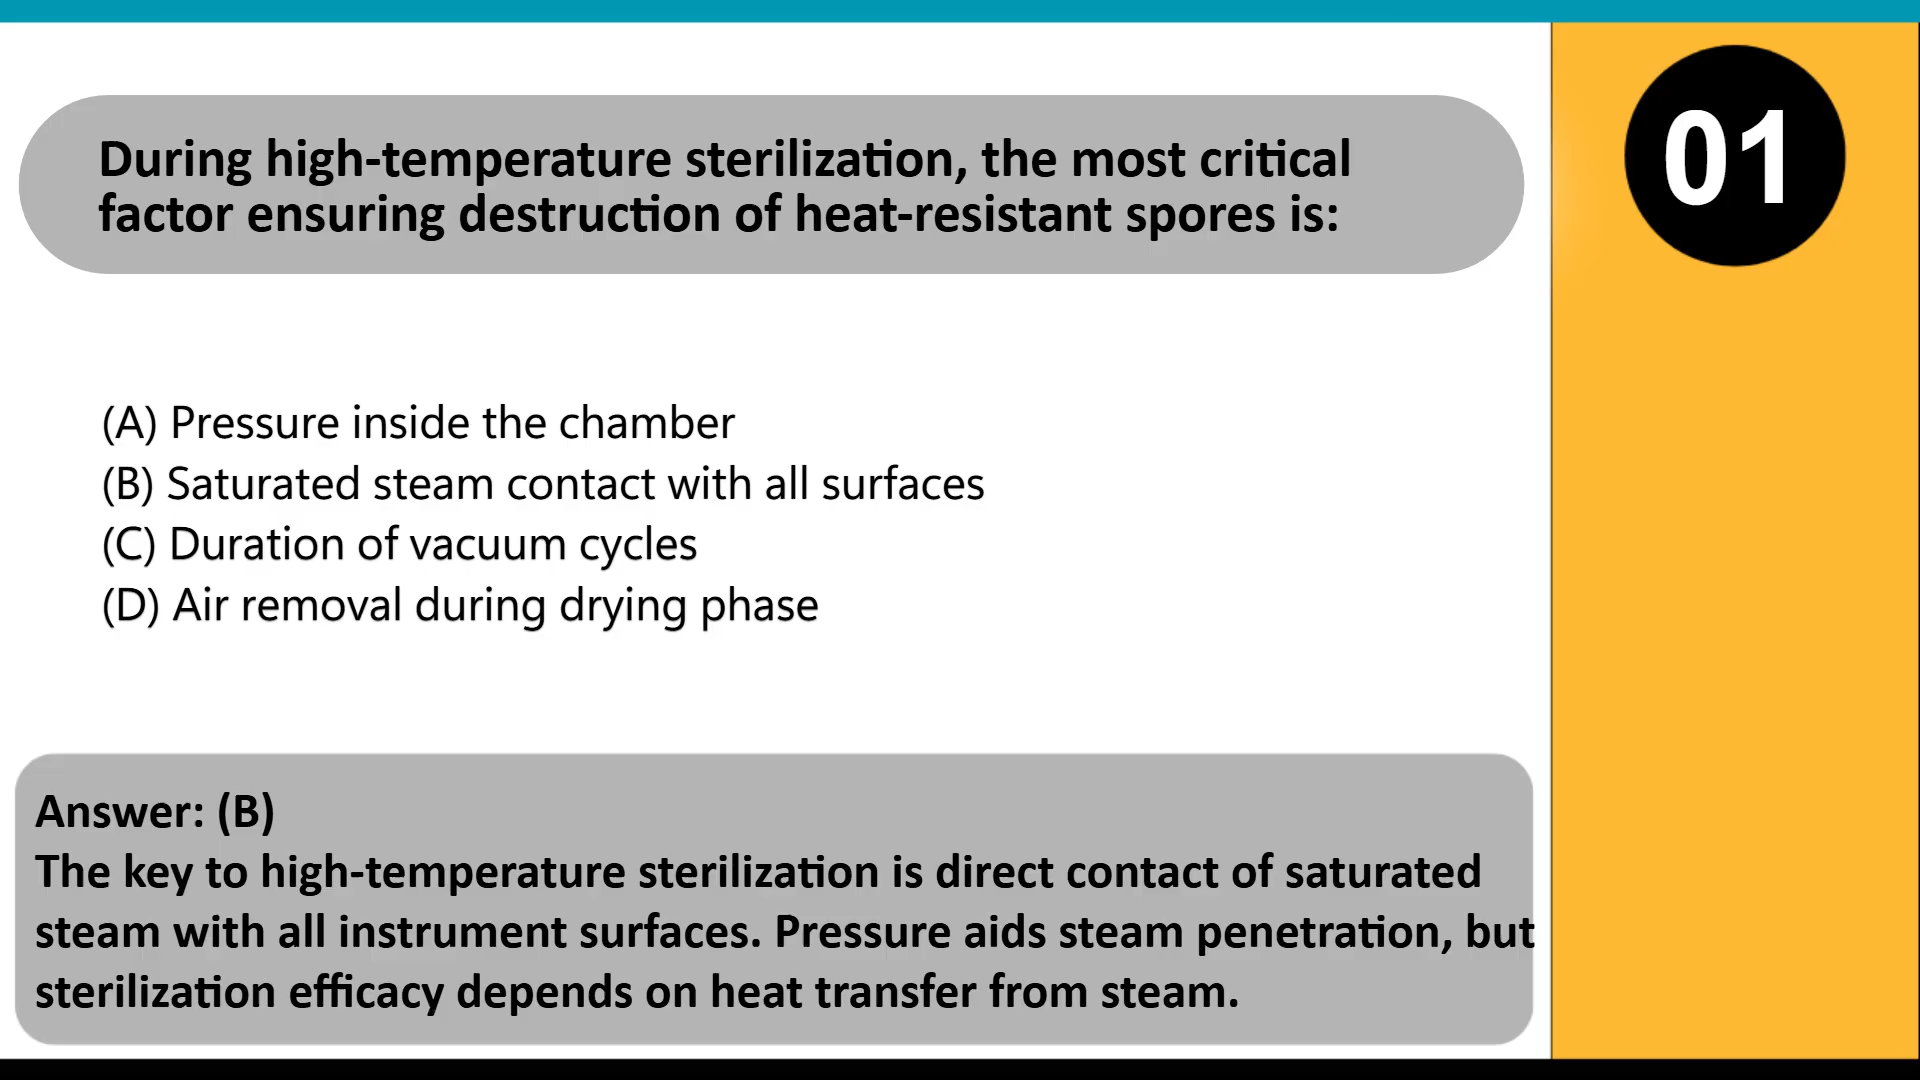 01
During high-temperature sterilization, the most critical
factor ensuring destruction of heat-resistant spores is:
(A) Pressure inside the chamber
(B) Saturated steam contact with all surfaces
(C) Duration of vacuum cycles
(D) Air removal during drying phase
Answer: (B)
The key to high-temperature sterilization is direct contact of saturated
steam with all instrument surfaces. Pressure aids steam penetration, but
sterilization efficacy depends on heat transfer from steam.